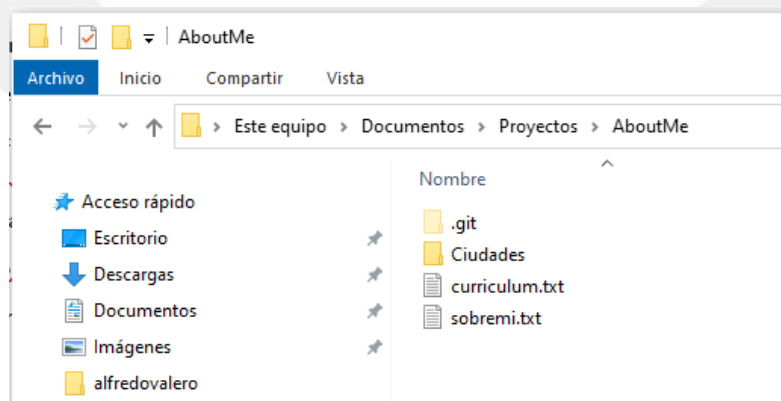 AboutMe
Archivo Inicio Compartir Vista
Este equipo > Documentos > Proyectos > AboutMe
Nombre
Acceso rápido
Escritorio
Descargas
Documentos
Imágenes
alfredovalero
.git
Ciudades
curriculum.txt
sobremi.txt